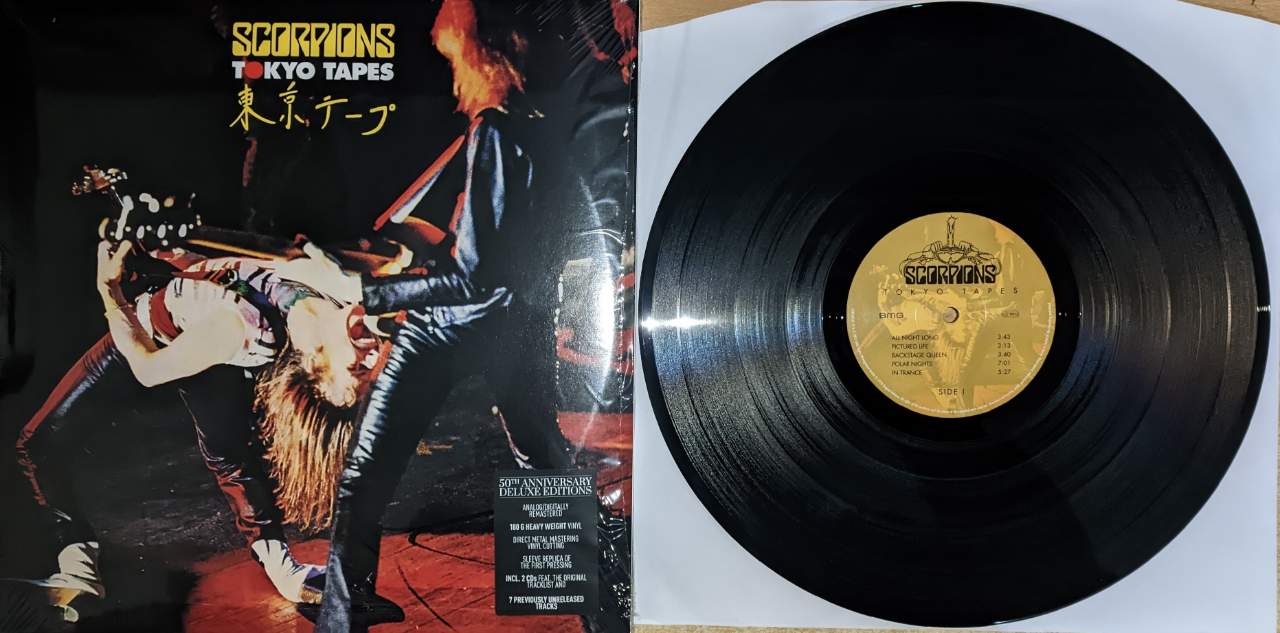 SCORPIONS
TOKYO TAPES
東京テープ
50TH ANNIVERSARY
DELUXE EDITIONS
ANALOG/DIGITALLY
REMASTERED
180 G HEAVY WEIGHT VINYL
DIRECT METAL MASTERING
VINYL CUTTING
SLEEVE REPLICA OF
THE FIRST PRESSING
INCL. 2 CDs FEAT. THE ORIGINAL
TRACKLIST AND
7 PREVIOUSLY UNRELEASED
TRACKS
SCORPIONS
TOKYO TAPES
BMG
ALL NIGHT LONG 3:43
PICTURED LIFE 3:13
BACKSTAGE QUEEN 3:40
POLAR NIGHTS 7:01
IN TRANCE 5:27
SIDE 1